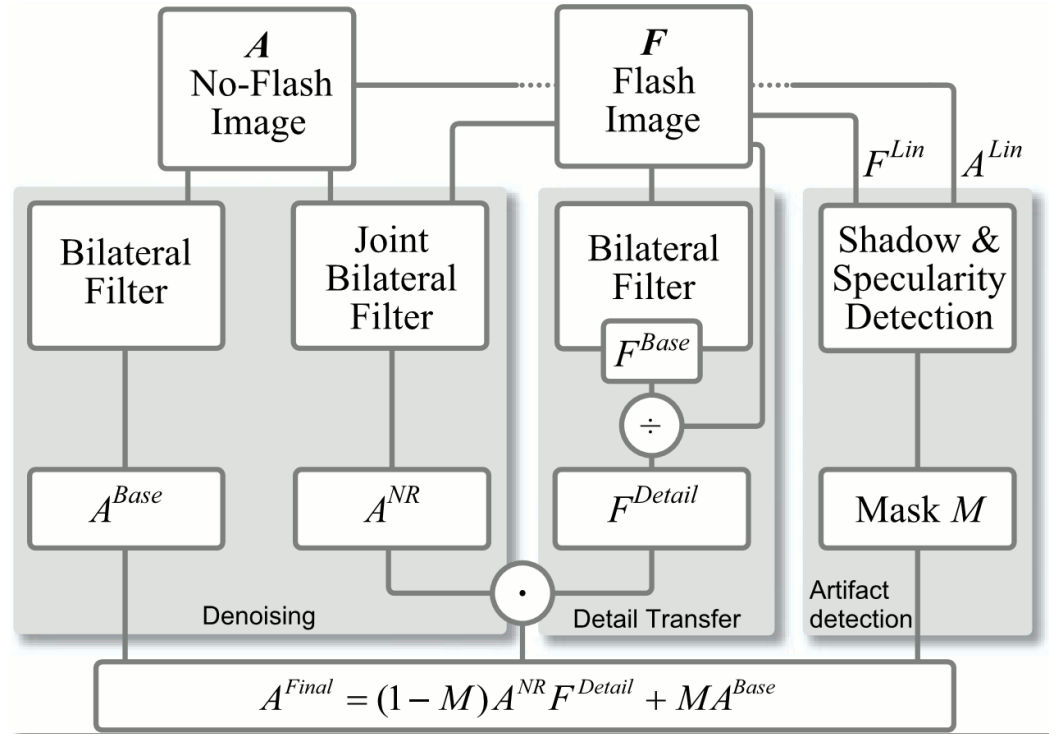 A
No-Flash
Image
F
Flash
Image
F^{Lin}
A^{Lin}
Bilateral
Filter
Joint
Bilateral
Filter
Bilateral
Filter
F^{Base}
Shadow &
Specularity
Detection
÷
A^{Base}
A^{NR}
F^{Detail}
Mask M
·
Denoising
Detail Transfer
Artifact
detection
A^{Final} = (1 − M)A^{NR}F^{Detail} + MA^{Base}